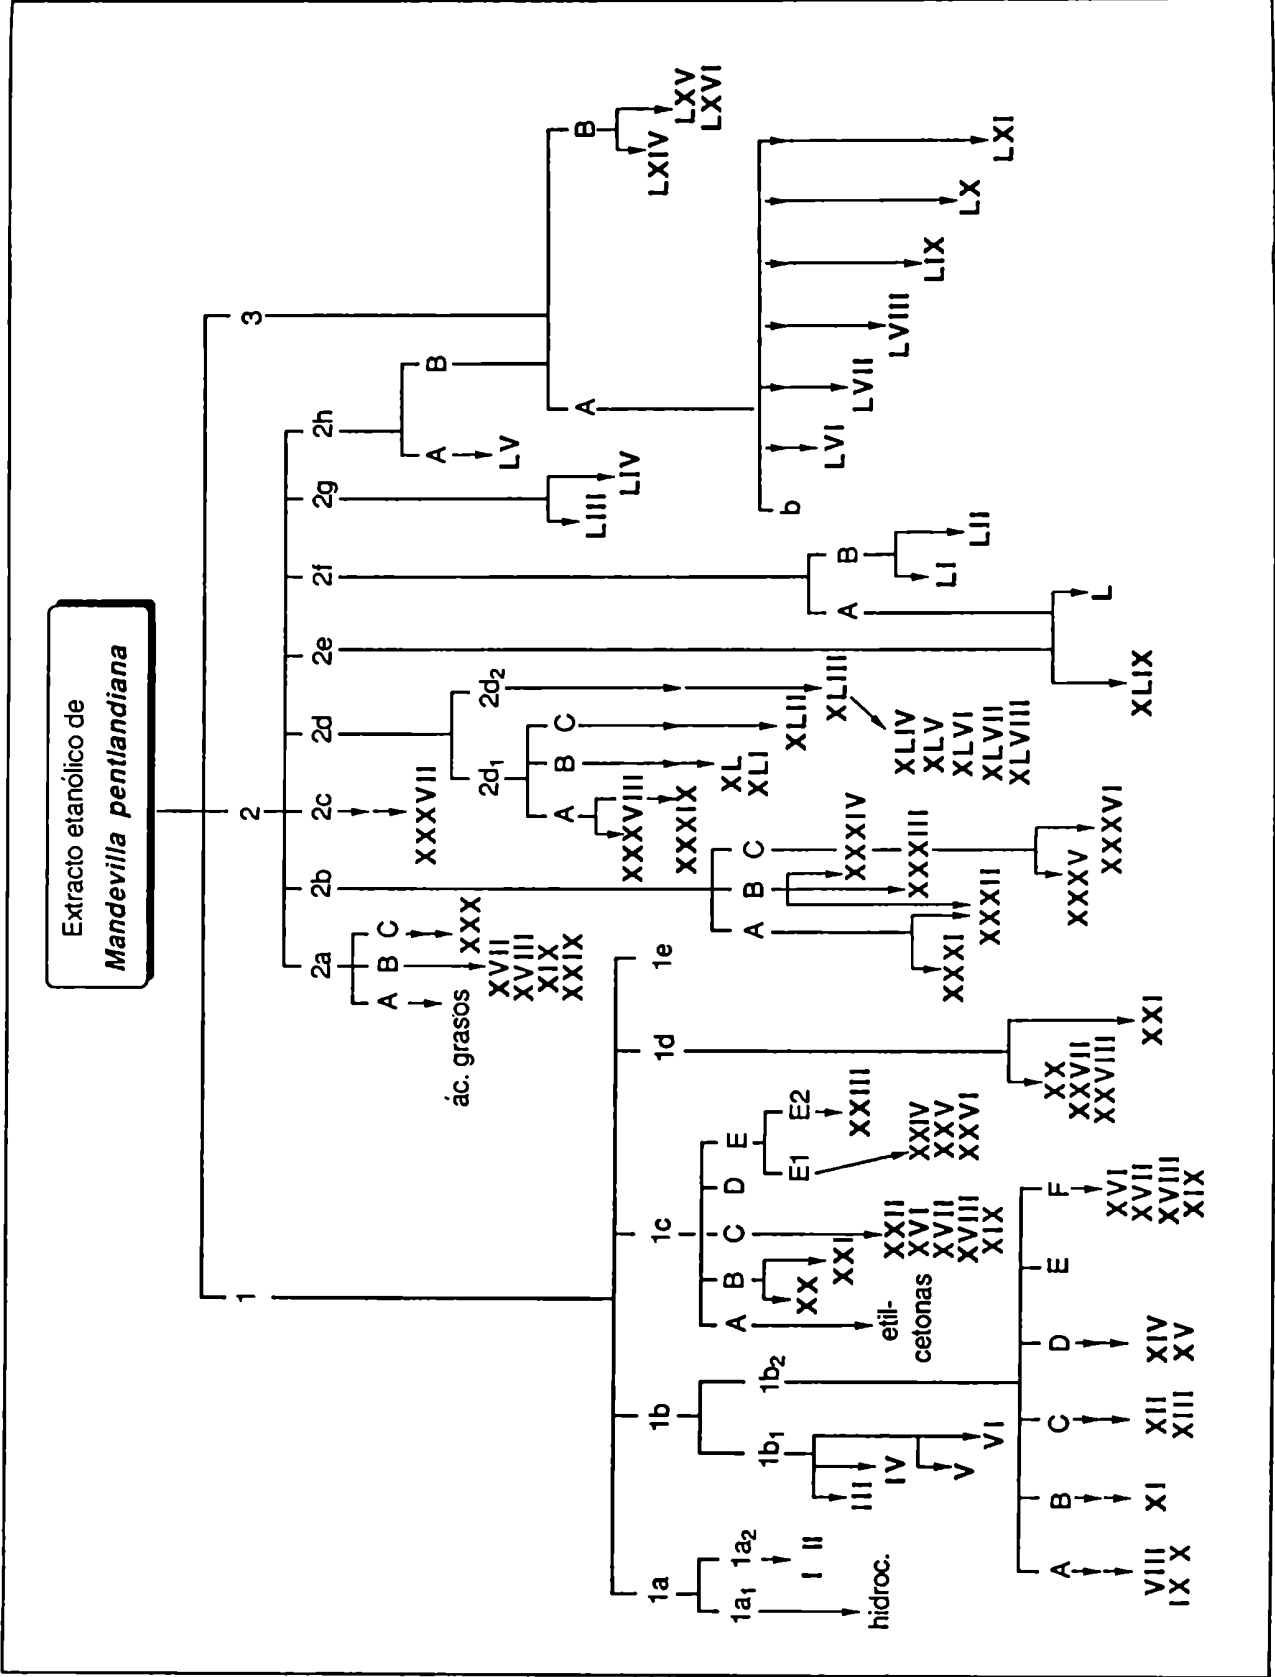 Extracto etanólico de
Mandevilla pentlandiana
1
2
3
2a
2b
2c
2d
2e
2f
2g
2h
A
B
C
ác. grasos
XVII
XVIII
XIX
XXIX
XXX
XXXVII
2d1
2d2
A
B
C
XXXVIII
XXXIX
XL
XLI
XLII
XLIII
XLIV
XLV
XLVI
XLVII
XLVIII
A
B
LV
LIII
LIV
A
B
LXIV
LXV
LXVI
A
B
C
XXXI
XXXII
XXXIII
XXXIV
XXXV
XXXVI
A
B
LI
LII
XLIX
L
b
LVI
LVII
LVIII
LIX
LX
LXI
1a
1b
1c
1d
1e
1a1
1a2
hidroc.
I II
1b1
1b2
III
IV
V
VI
A
B
C
D
E
etil-
cetonas
XX
XXI
XXII
XVI
XVII
XVIII
XIX
E1
E2
XXIII
XXIV
XXV
XXVI
XX
XXVII
XXVIII
XXI
A
B
C
D
E
F
VIII
IX X
XI
XII
XIII
XIV
XV
XVI
XVII
XVIII
XIX